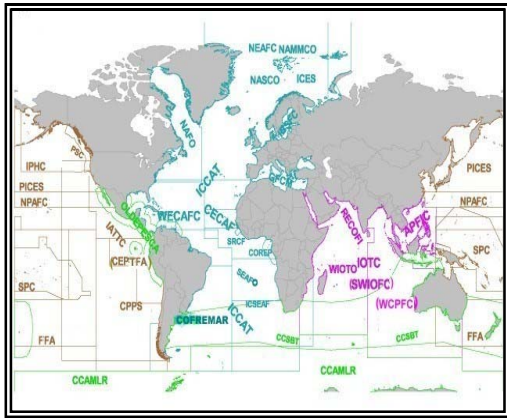 NEAFC NAMMCO
NASCO ICES
NAFO
PSC
IPHC
PICES
NPAFC
ICCAT
GFCM
WECAFC
CECAF
SRCF
COREP
RECOFI
APFIC
PICES
NPAFC
IATTC
(CEPTFA)
SPC
CPPS
SEAFO
ICSEAF
WIOTO
IOTC
(SWIOFC)
(WCPFC)
SPC
FFA
COFREMAR
ICCAT
CCSBT
CCSBT
FFA
CCAMLR
CCAMLR